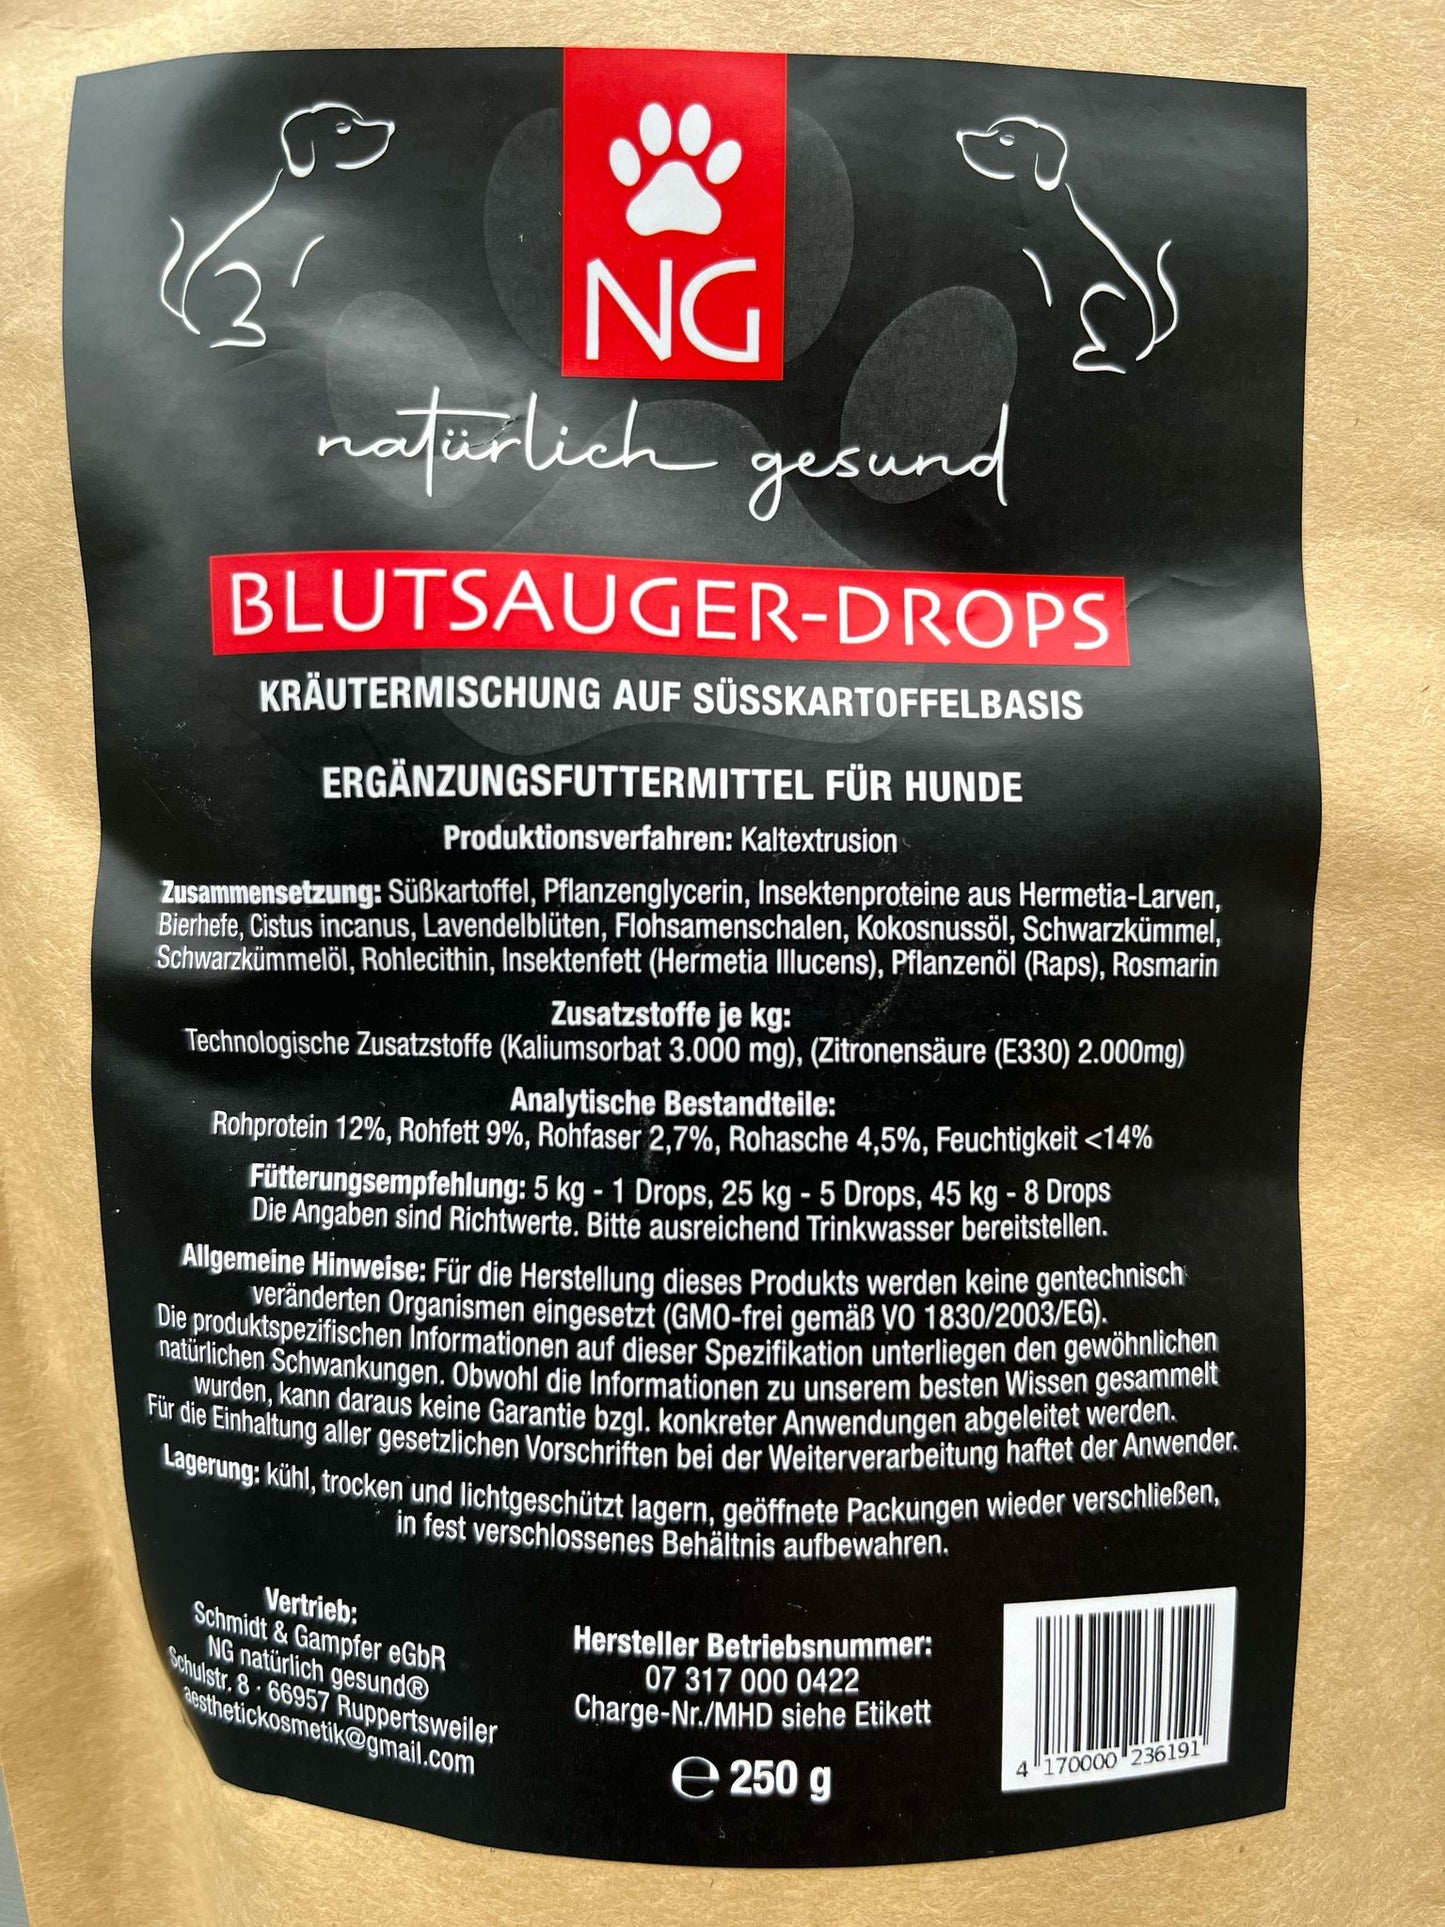 NG
natürlich gesund
BLUTSAUGER-DROPS
KRÄUTERMISCHUNG AUF SÜSSKARTOFFELBASIS
ERGÄNZUNGSFUTTERMITTEL FÜR HUNDE
Produktionsverfahren: Kaltextrusion
Zusammensetzung: Süßkartoffel, Pflanzenglycerin, Insektenproteine aus Hermetia-Larven,
Bierhefe, Cistus incanus, Lavendelblüten, Flohsamenschalen, Kokosnussöl, Schwarzkümmel,
Schwarzkümmelöl, Rohlecithin, Insektenfett (Hermetia Illucens), Pflanzenöl (Raps), Rosmarin
Zusatzstoffe je kg:
Technologische Zusatzstoffe (Kaliumsorbat 3.000 mg), (Zitronensäure (E330) 2.000mg)
Analytische Bestandteile:
Rohprotein 12%, Rohfett 9%, Rohfaser 2,7%, Rohasche 4,5%, Feuchtigkeit <14%
Fütterungsempfehlung: 5 kg - 1 Drops, 25 kg - 5 Drops, 45 kg - 8 Drops
Die Angaben sind Richtwerte. Bitte ausreichend Trinkwasser bereitstellen.
Allgemeine Hinweise: Für die Herstellung dieses Produkts werden keine gentechnisch
veränderten Organismen eingesetzt (GMO-frei gemäß VO 1830/2003/EG).
Die produktspezifischen Informationen auf dieser Spezifikation unterliegen den gewöhnlichen
natürlichen Schwankungen. Obwohl die Informationen zu unserem besten Wissen gesammelt
wurden, kann daraus keine Garantie bzgl. konkreter Anwendungen abgeleitet werden.
Für die Einhaltung aller gesetzlichen Vorschriften bei der Weiterverarbeitung haftet der Anwender.
Lagerung: kühl, trocken und lichtgeschützt lagern, geöffnete Packungen wieder verschließen,
in fest verschlossenes Behältnis aufbewahren.
Vertrieb:
Schmidt & Gampfer eGbR
NG natürlich gesund®
Schulstr. 8 · 66957 Ruppertsweiler
aesthetickosmetik@gmail.com
Hersteller Betriebsnummer:
07 317 000 0422
Charge-Nr./MHD siehe Etikett
℮ 250 g
4 170000 236191